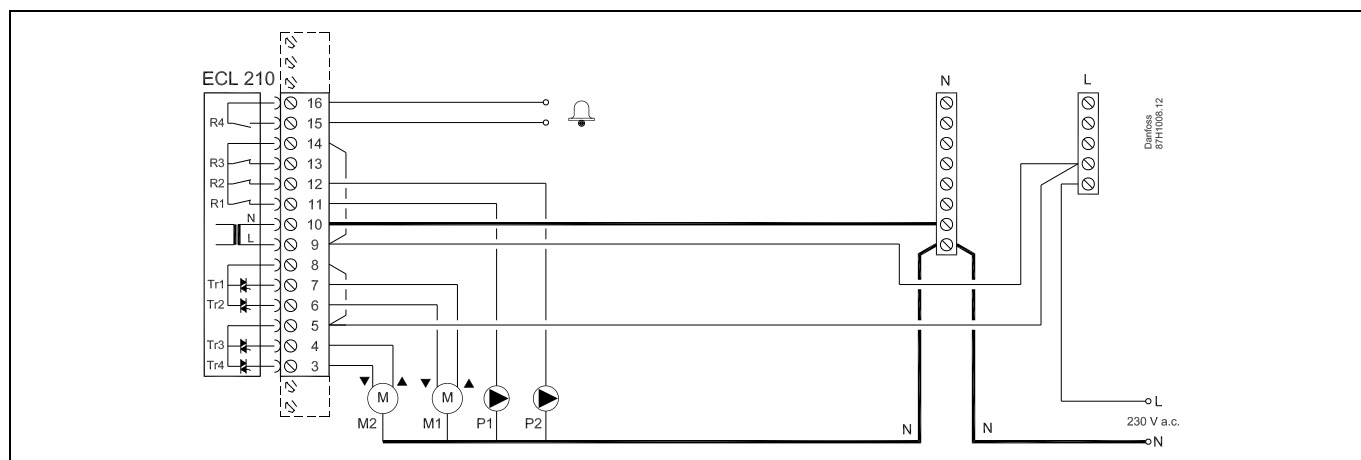 ECL 210
N
L
R4
16
15
14
R3
13
R2
12
R1
11
N
10
L
9
8
Tr1
7
Tr2
6
5
Tr3
4
Tr4
3
M
M
M2
M1
P1
P2
N
N
L
230 V a.c.
N
Danfoss
87H1008.12